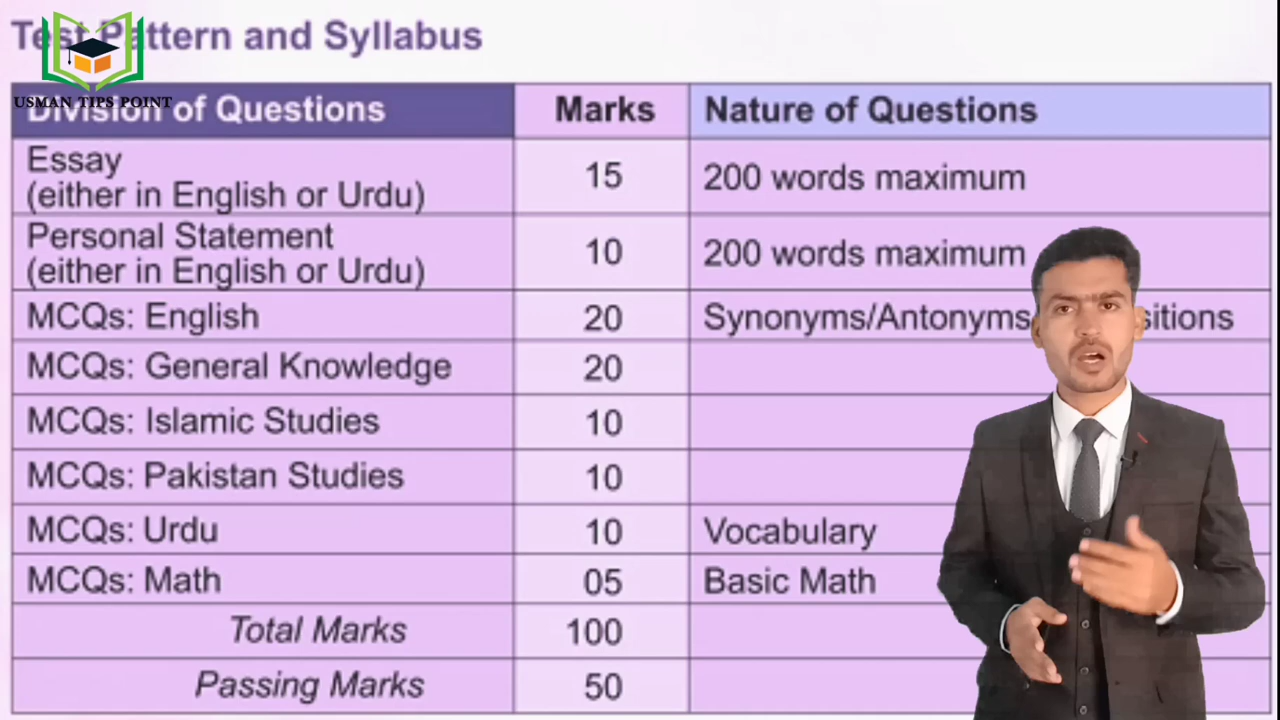 Test Pattern and Syllabus
USMAN TIPS POINT
Division of Questions Marks Nature of Questions
Essay
(either in English or Urdu) 15 200 words maximum
Personal Statement
(either in English or Urdu) 10 200 words maximum
MCQs: English 20 Synonyms/Antonyms
MCQs: General Knowledge 20
MCQs: Islamic Studies 10
MCQs: Pakistan Studies 10
MCQs: Urdu 10 Vocabulary
MCQs: Math 05 Basic Math
Total Marks 100
Passing Marks 50